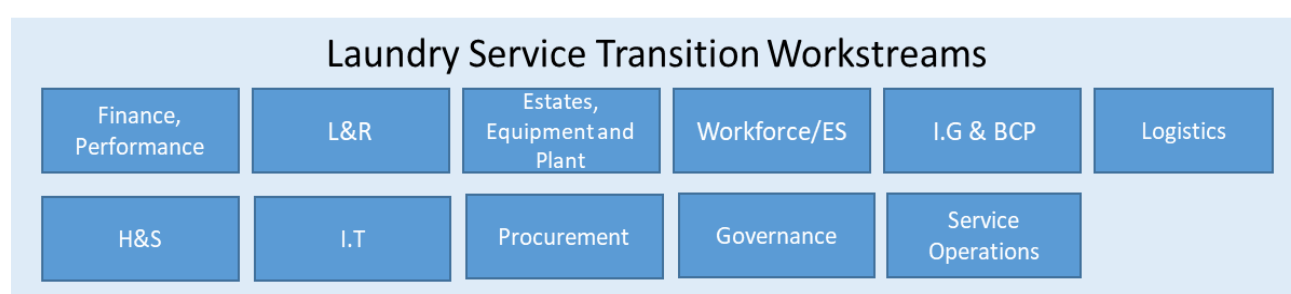 Laundry Service Transition Workstreams
Finance,
Performance
L&R
Estates,
Equipment and
Plant
Workforce/ES
I.G & BCP
Logistics
H&S
I.T
Procurement
Governance
Service
Operations